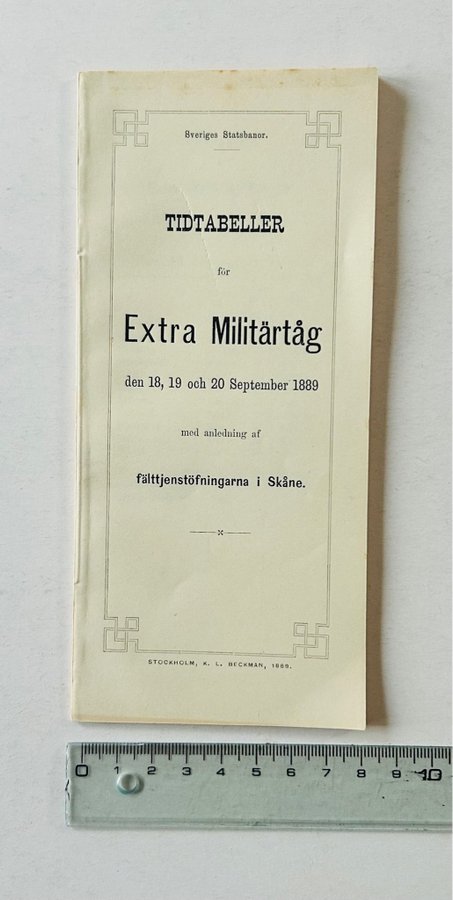 Sveriges Statsbanor.
TIDTABELLER
för
Extra Militärtåg
den 18, 19 och 20 September 1889
med anledning af
fälttjenstöfningarna i Skåne.
STOCKHOLM, K. L. BECKMAN, 1889.
0 1 2 3 4 5 6 7 8 9 10